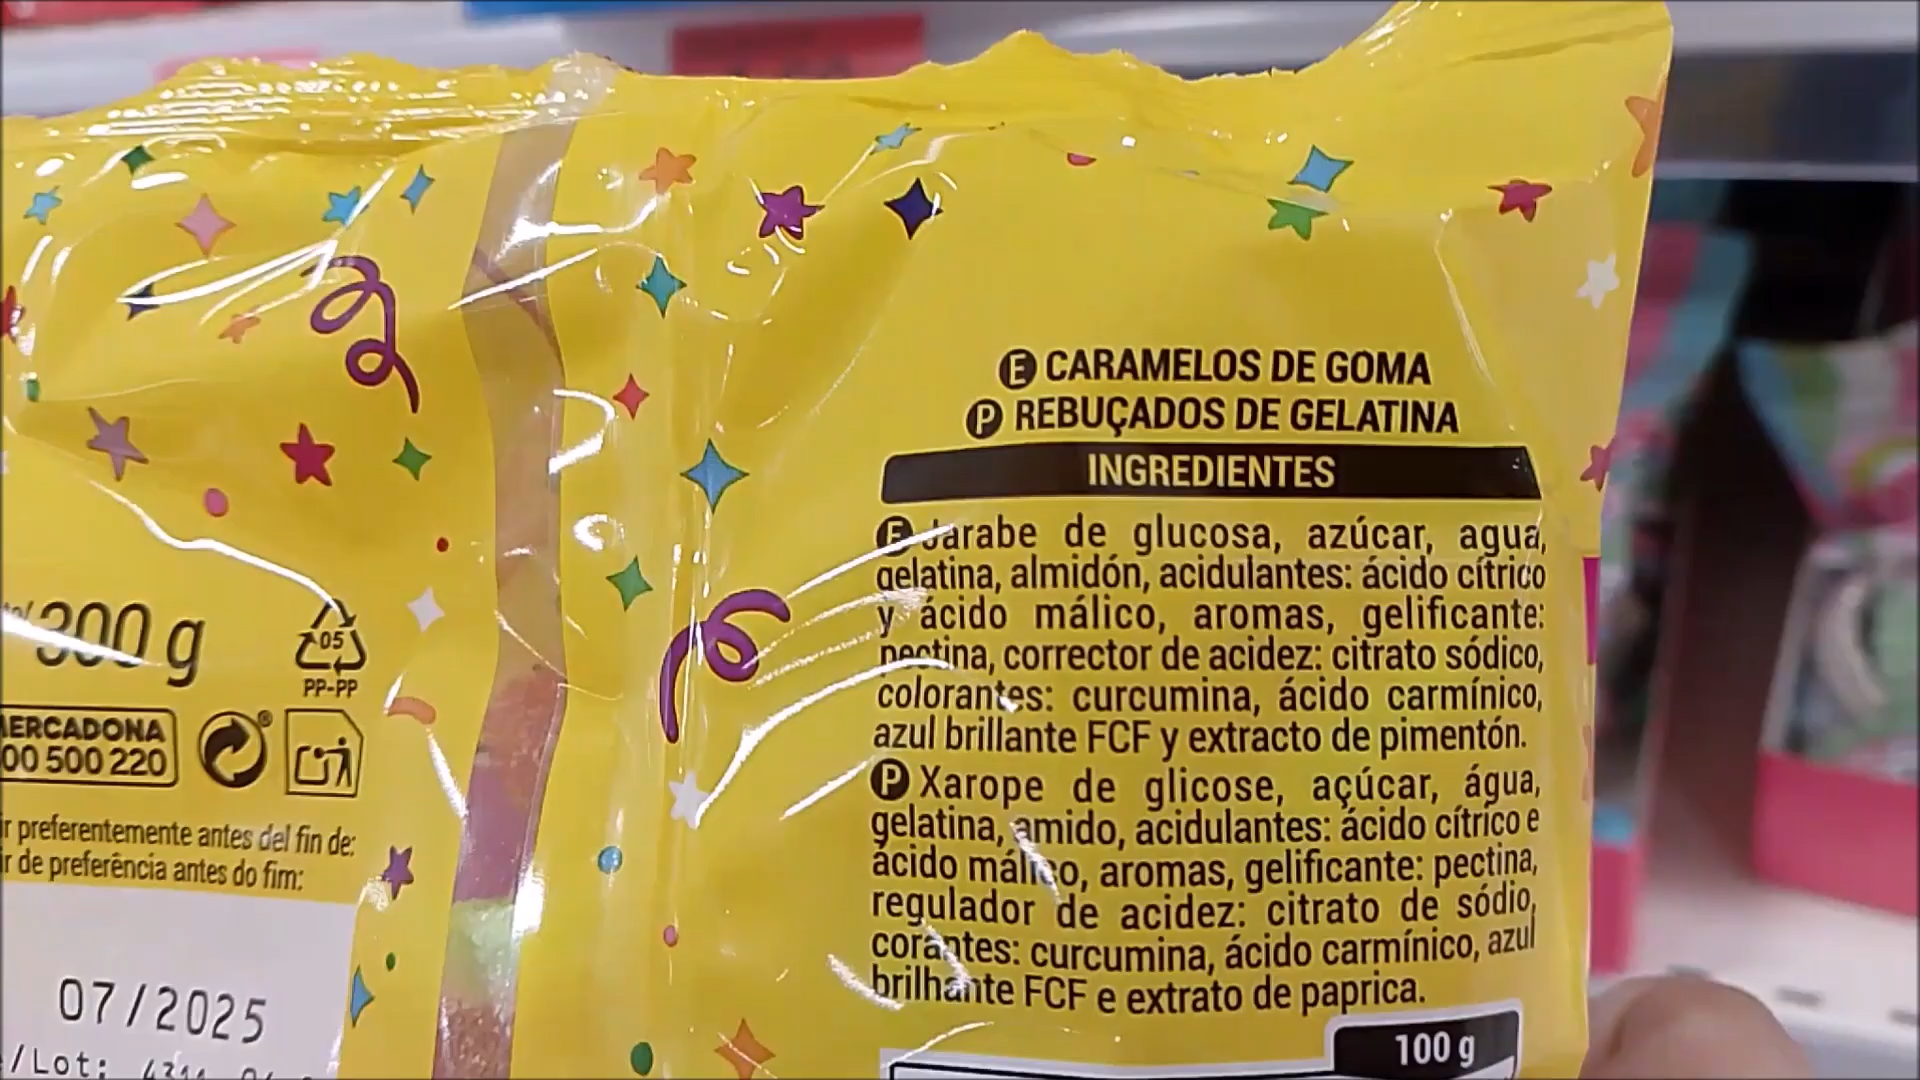 300 g
05
PP-PP
MERCADONA
00 500 220
preferentemente antes del fin de:
de preferência antes do fim:
07/2025
/Lot:
E CARAMELOS DE GOMA
P REBUÇADOS DE GELATINA
INGREDIENTES
E Jarabe de glucosa, azúcar, agua,
gelatina, almidón, acidulantes: ácido cítrico
y ácido málico, aromas, gelificante:
pectina, corrector de acidez: citrato sódico,
colorantes: curcumina, ácido carmínico,
azul brillante FCF y extracto de pimentón.
P Xarope de glicose, açúcar, água,
gelatina, amido, acidulantes: ácido cítrico e
ácido málico, aromas, gelificante: pectina,
regulador de acidez: citrato de sódio,
corantes: curcumina, ácido carmínico, azul
brilhante FCF e extrato de paprica.
100 g